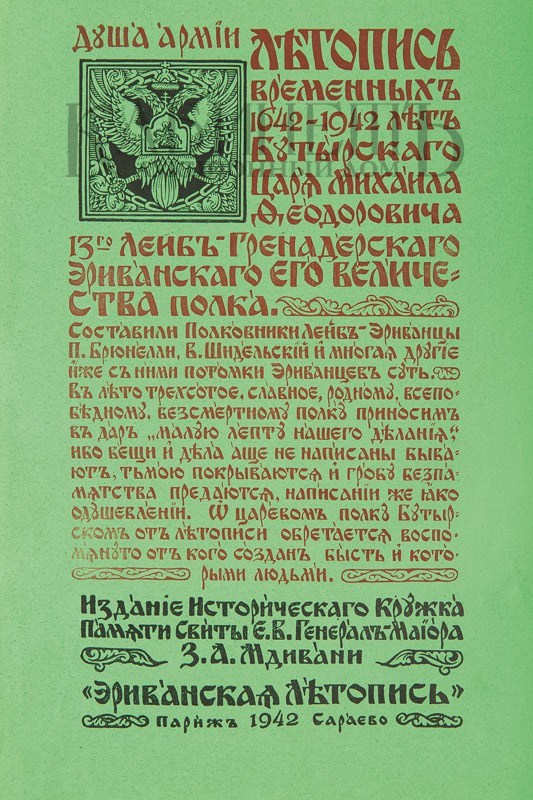 Душа арміи
Лѣтопись
временныхъ
1642-1942 лѣтъ
Бутырскаго
Царя Михаила
Ѳеодоровича
13го Лейбъ-Гренадерскаго
Эриванскаго Его Величе-
ства полка.
Составили Полковники Лейбъ-Эриванцы
П. Брюнелли, В. Шидельскій и многая другіе
иже съ ними потомки Эриванцев суть.
Въ лѣто трехсотое, славное, родному, всепо-
бѣдному, безсмертному полку приносимъ
въ даръ „малую лепту нашего дѣланія",
ибо вещи и дѣла аще не написаны быва-
ютъ, тьмою покрываются и гробу безпа-
мятства предаются, написаніи же яко
одушевленіи. Ѿ царевомъ полку Бутыр-
скомъ отъ лѣтописи обретается воспо-
мянуто отъ кого созданъ бысть и кото-
рыми людьми.
Изданіе Историческаго Кружка
Памяти Свиты Е. В. Генералъ-Маіора
З. А. Мдивани
«Эриванская Лѣтопись»
Парижъ 1942 Сараево